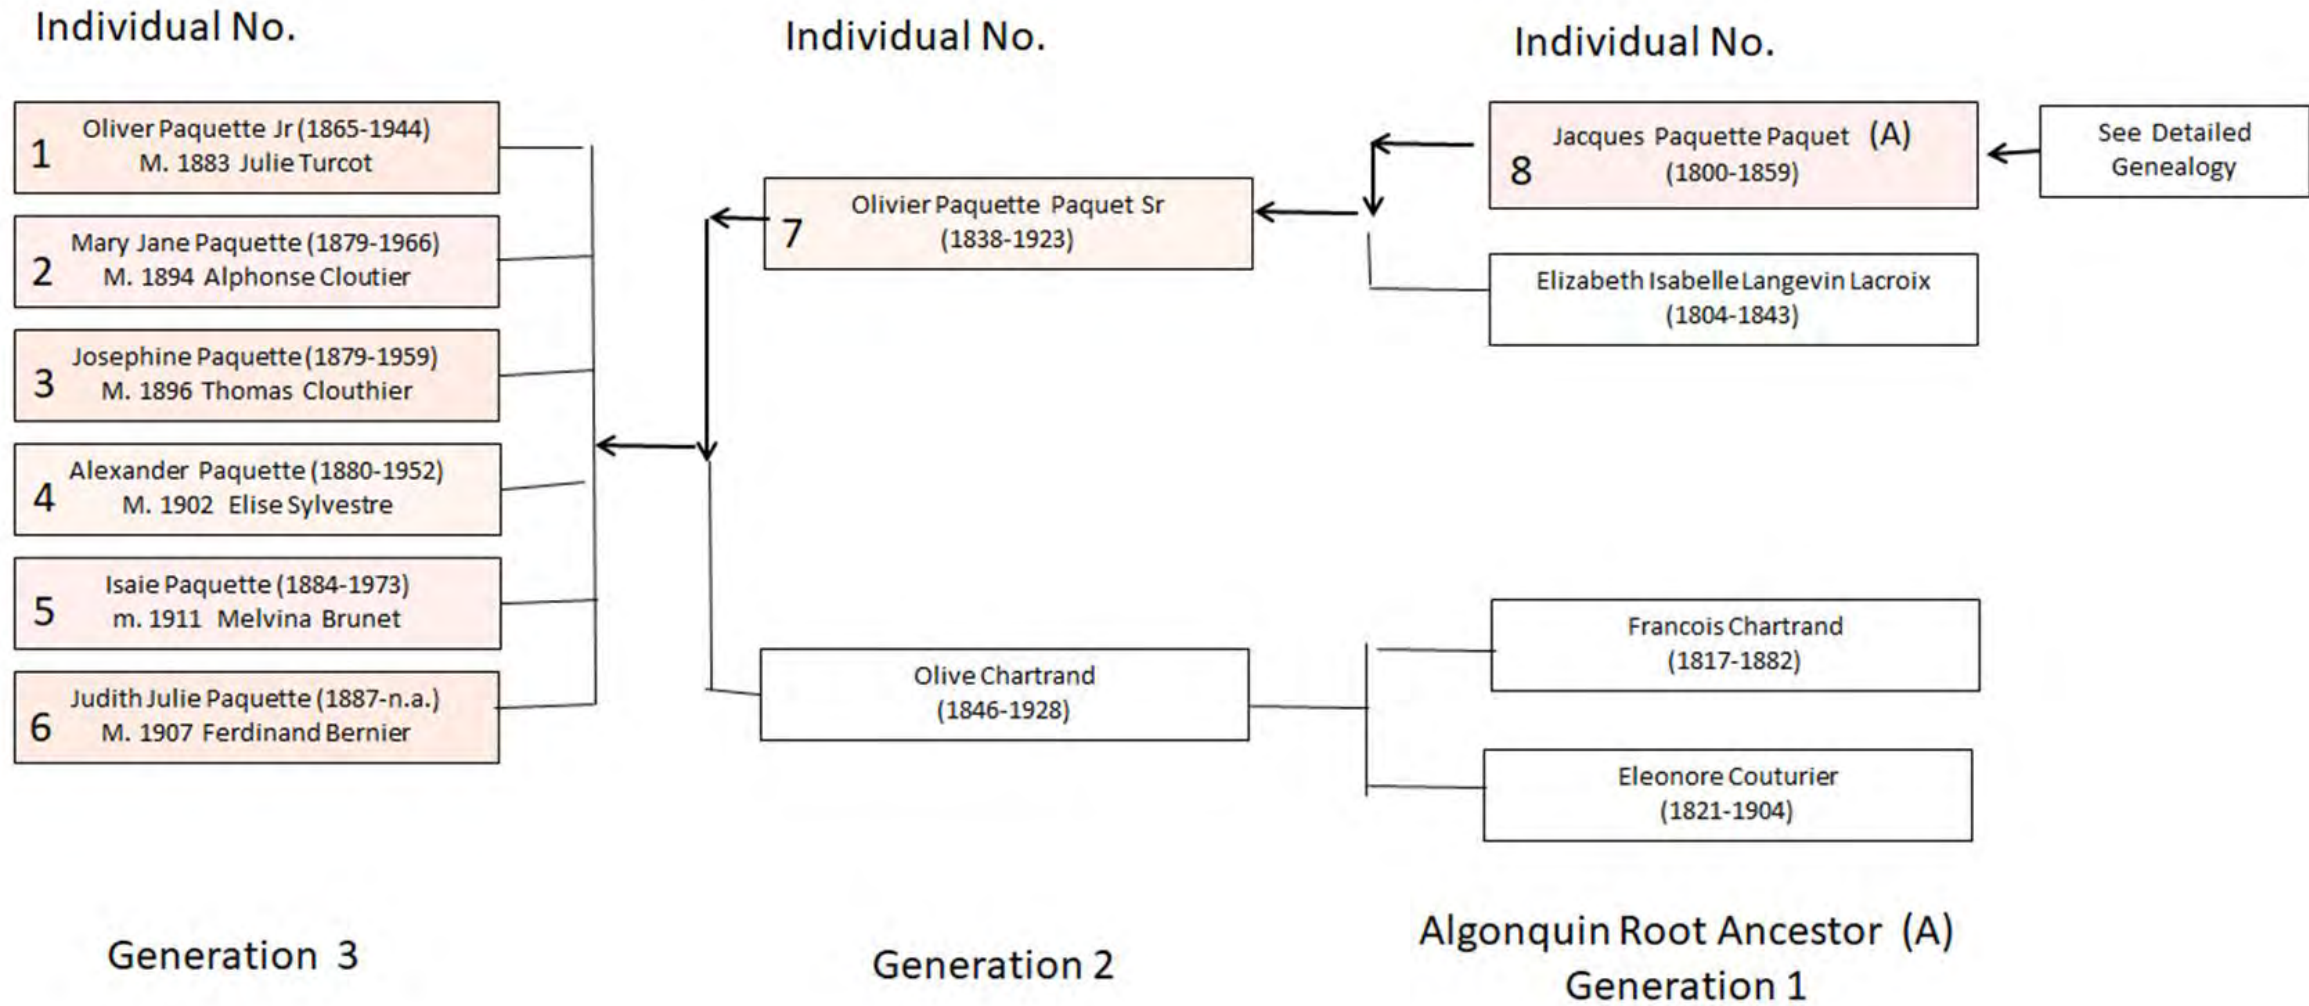 Individual No.
Individual No.
Individual No.
1
Oliver Paquette Jr (1865-1944)
M. 1883 Julie Turcot
2
Mary Jane Paquette (1879-1966)
M. 1894 Alphonse Cloutier
3
Josephine Paquette (1879-1959)
M. 1896 Thomas Clouthier
4
Alexander Paquette (1880-1952)
M. 1902 Elise Sylvestre
5
Isaie Paquette (1884-1973)
m. 1911 Melvina Brunet
6
Judith Julie Paquette (1887-n.a.)
M. 1907 Ferdinand Bernier
7
Olivier Paquette Paquet Sr
(1838-1923)
Olive Chartrand
(1846-1928)
8
Jacques Paquette Paquet (A)
(1800-1859)
Elizabeth Isabelle Langevin Lacroix
(1804-1843)
Francois Chartrand
(1817-1882)
Eleonore Couturier
(1821-1904)
See Detailed
Genealogy
Generation 3
Generation 2
Algonquin Root Ancestor (A)
Generation 1